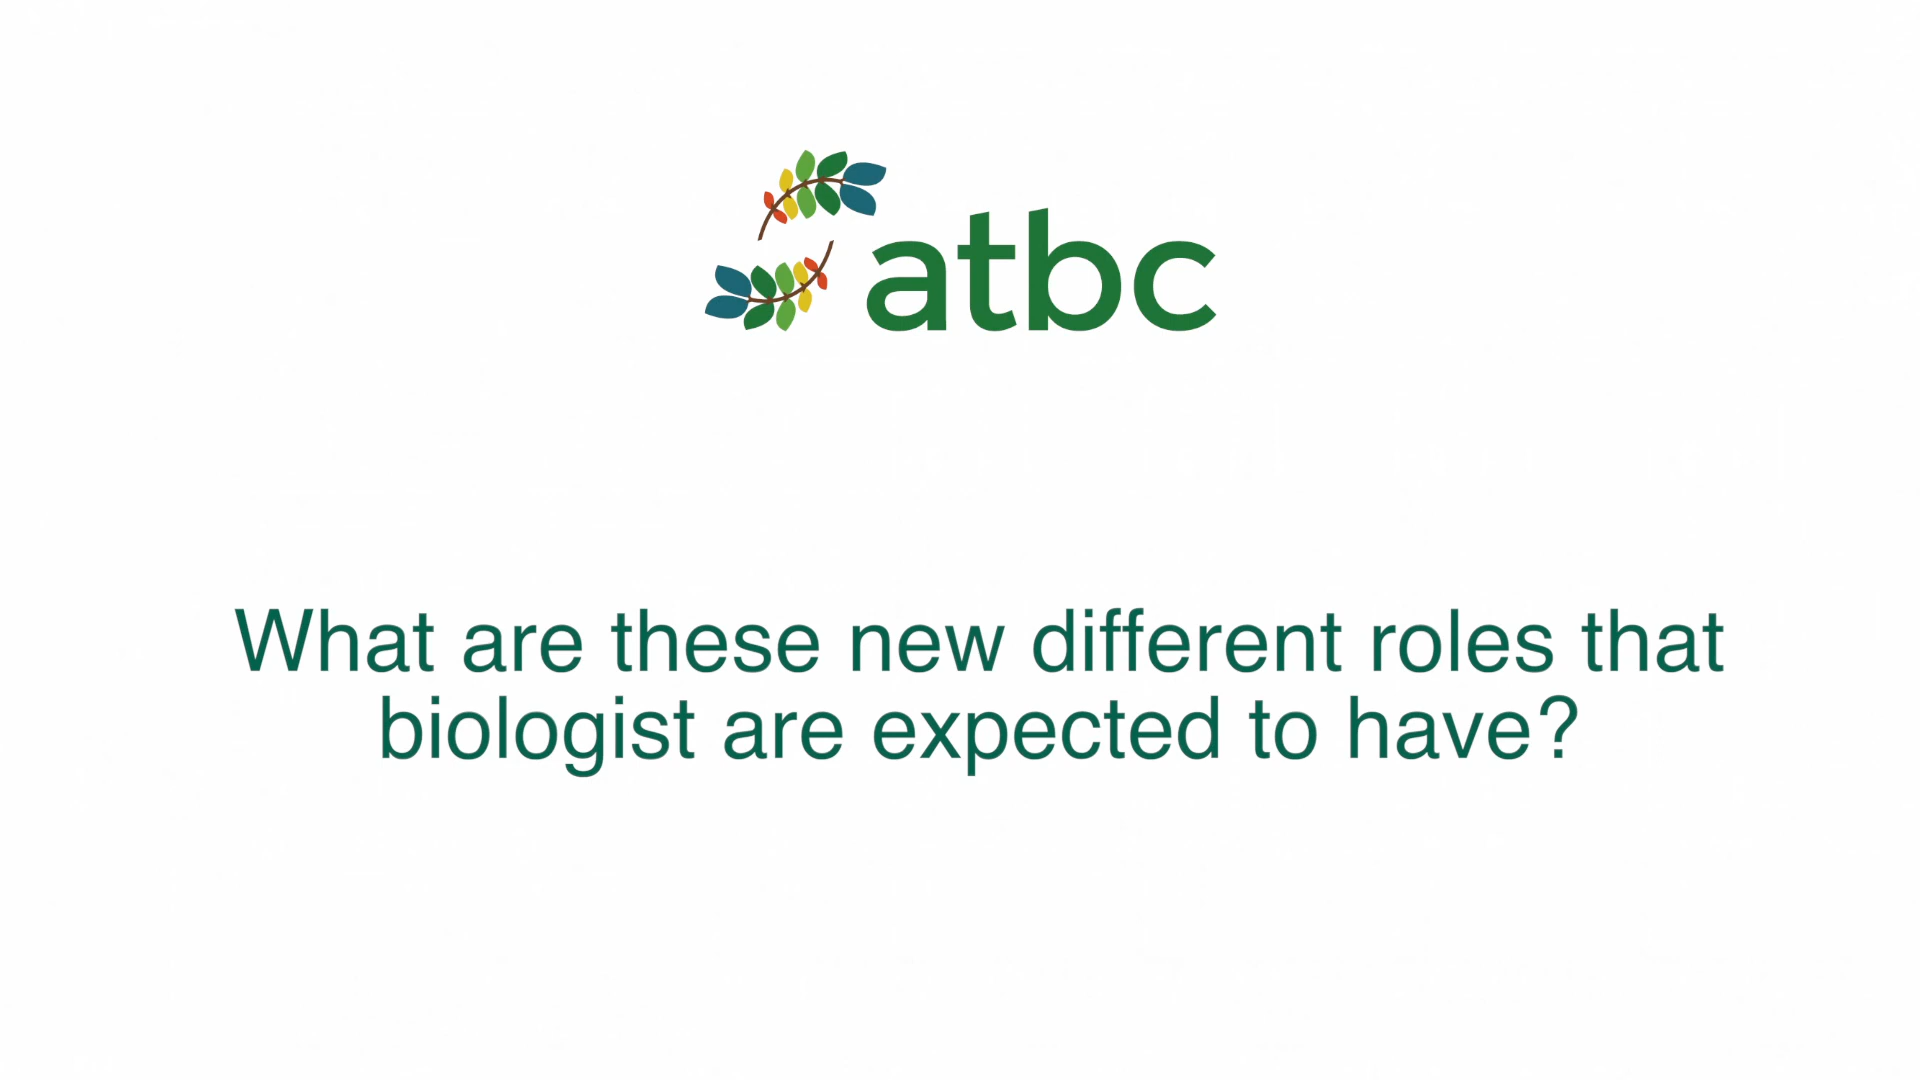 atbc
What are these new different roles that
biologist are expected to have?